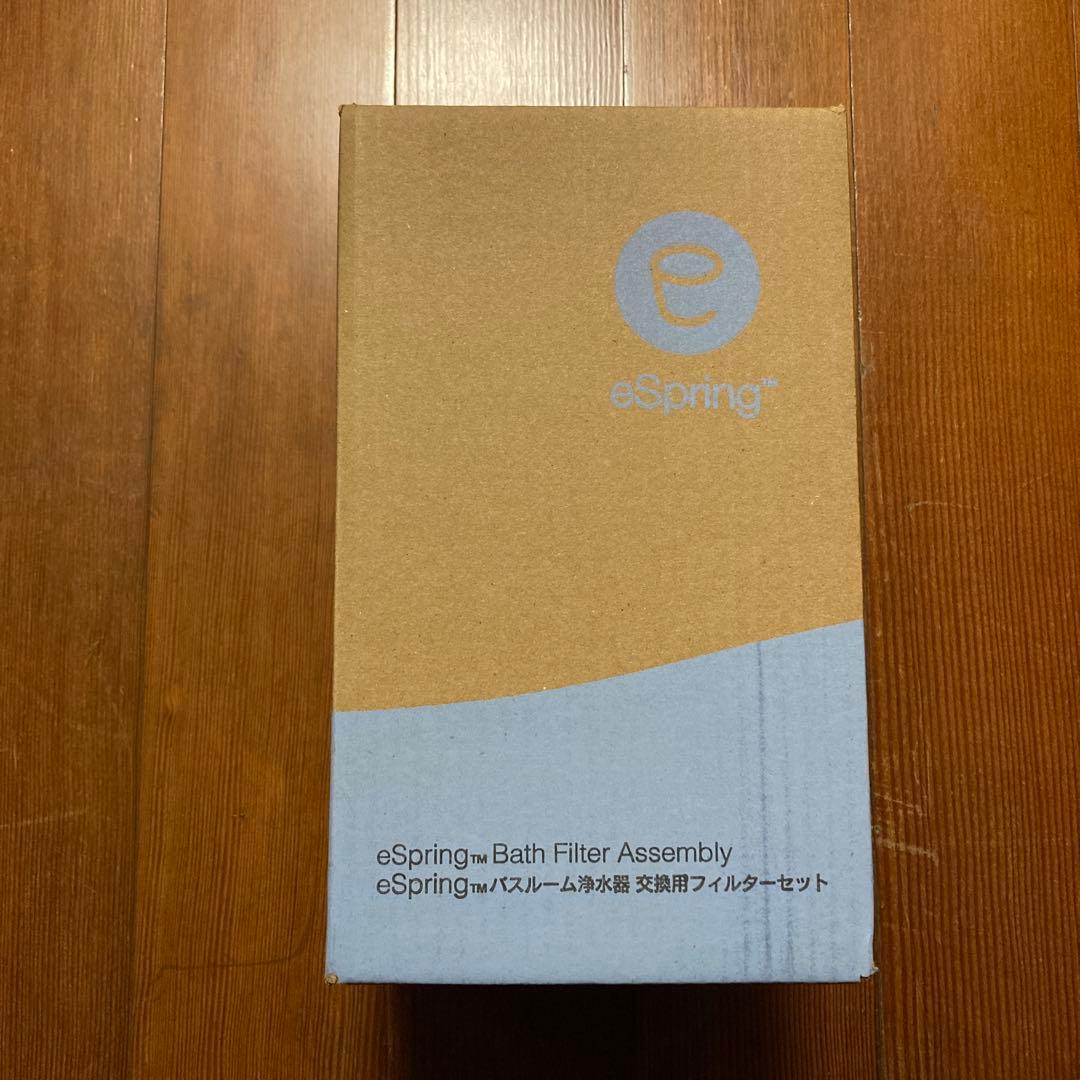 eSpring™
eSpring™ Bath Filter Assembly
eSpring™バスルーム浄水器 交換用フィルターセット